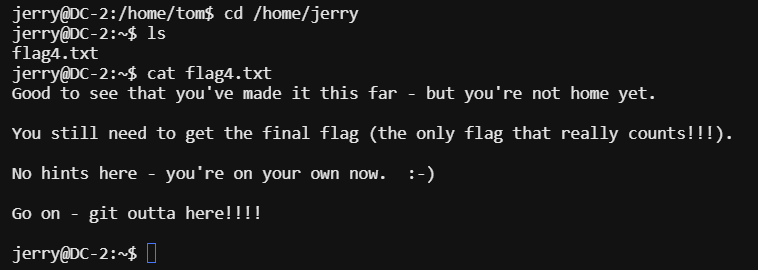 jerry@DC-2:/home/tom$ cd /home/jerry
jerry@DC-2:~$ ls
flag4.txt
jerry@DC-2:~$ cat flag4.txt
Good to see that you've made it this far - but you're not home yet.
You still need to get the final flag (the only flag that really counts!!!).
No hints here - you're on your own now.  :-)
Go on - git outta here!!!!
jerry@DC-2:~$